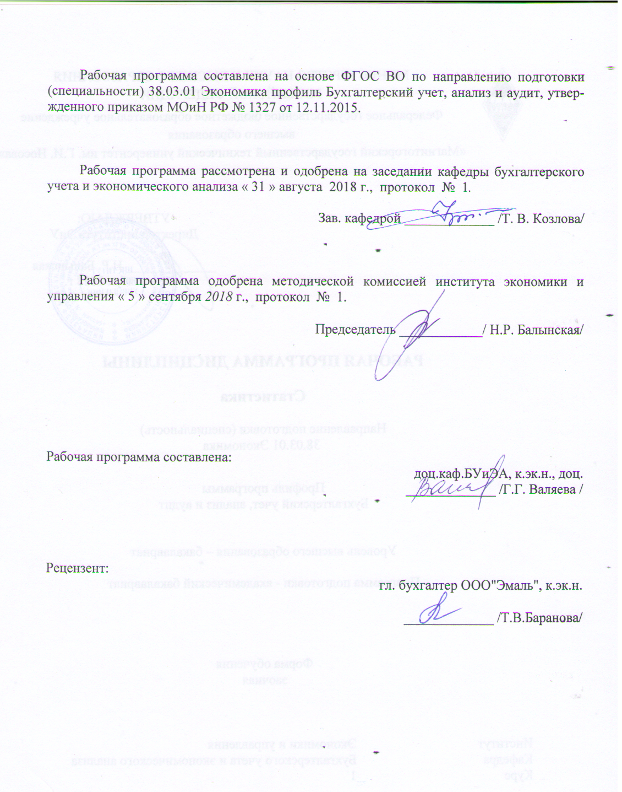 Рабочая программа составлена на основе ФГОС ВО по направлению подготовки
(специальности) 38.03.01 Экономика профиль Бухгалтерский учет, анализ и аудит, утвер-
жденного приказом МОиН РФ № 1327 от 12.11.2015.
Рабочая программа рассмотрена и одобрена на заседании кафедры бухгалтерского
учета и экономического анализа « 31 » августа 2018 г., протокол № 1.
Зав. кафедрой _____________ /Т. В. Козлова/
Рабочая программа одобрена методической комиссией института экономики и
управления « 5 » сентября 2018 г., протокол № 1.
Председатель ____________/ Н.Р. Балынская/
Рабочая программа составлена:
доц.каф.БУиЭА, к.эк.н., доц.
_____________ /Г.Г. Валяева /
Рецензент:
гл. бухгалтер ООО"Эмаль", к.эк.н.
_____________ /Т.В.Баранова/